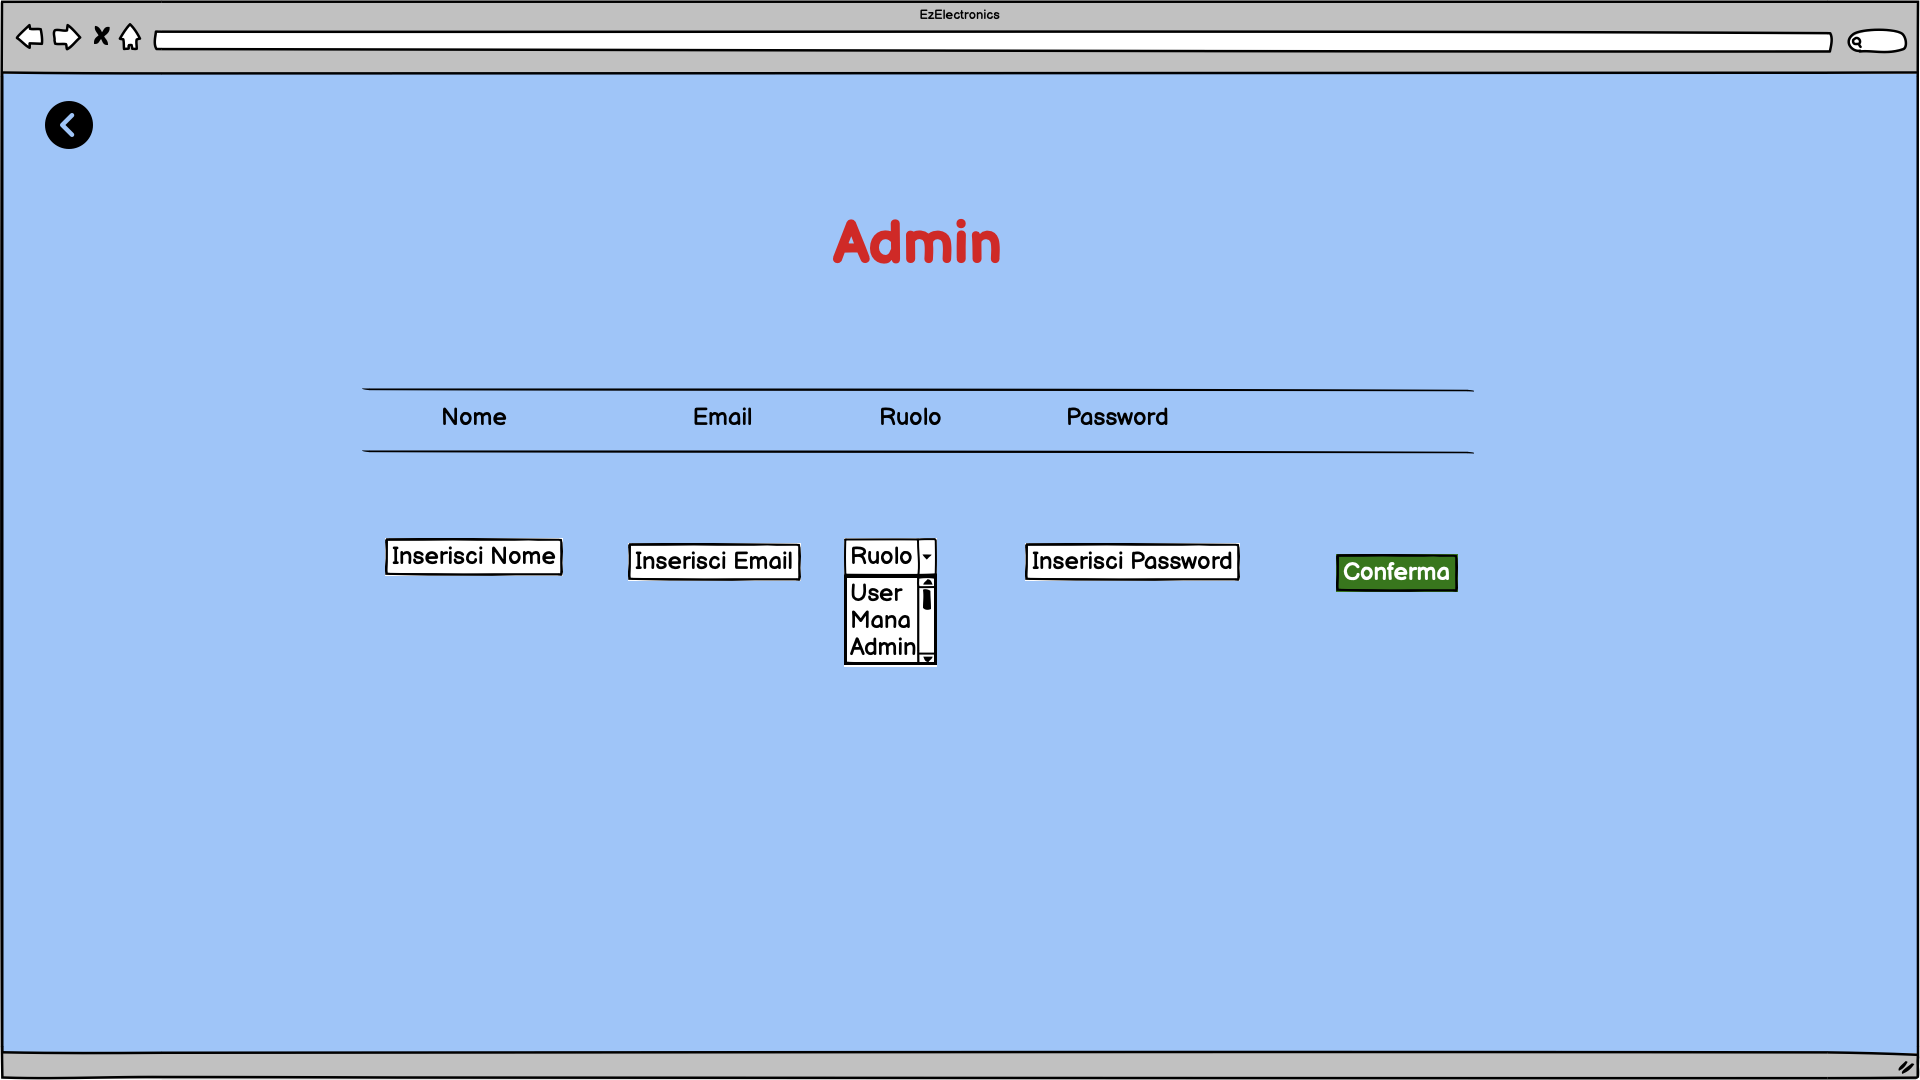 EzElectronics
Admin
Nome Email Ruolo Password
Inserisci Nome Inserisci Email Ruolo Inserisci Password Conferma
User
Mana
Admin